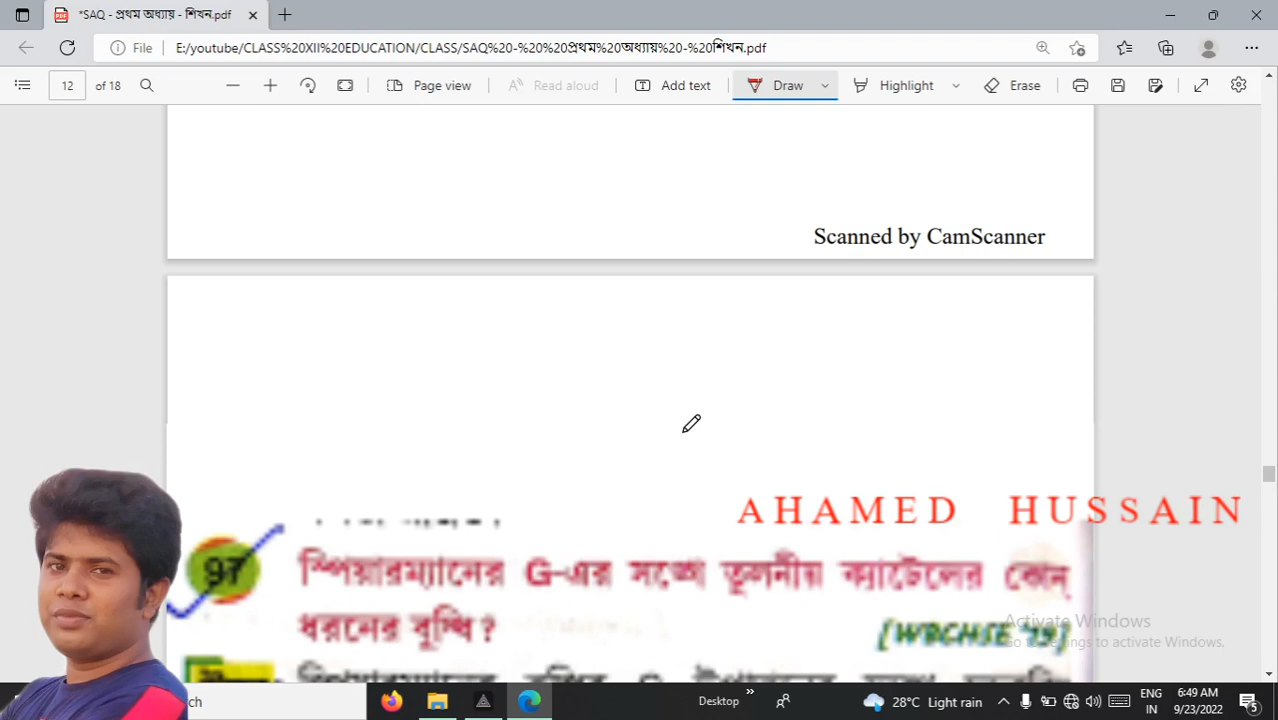 *SAQ - প্রথম অধ্যায় - শিখন.pdf
File E:/youtube/CLASS%20XII%20EDUCATION/CLASS/SAQ%20-%20%20প্রথম%20অধ্যায়%20-%20শিখন.pdf
12 of 18 Page view Read aloud Add text Draw Highlight Erase
Scanned by CamScanner
AHAMED HUSSAIN
97 স্পিয়ারম্যানের G-এর সঙ্গে তুলনীয় ক্যাটেলের কোন্
ধরনের বুদ্ধি?
Activate Windows
Go to Settings to activate Windows.
Desktop 28°C Light rain ENG IN 6:49 AM 9/23/2022 5